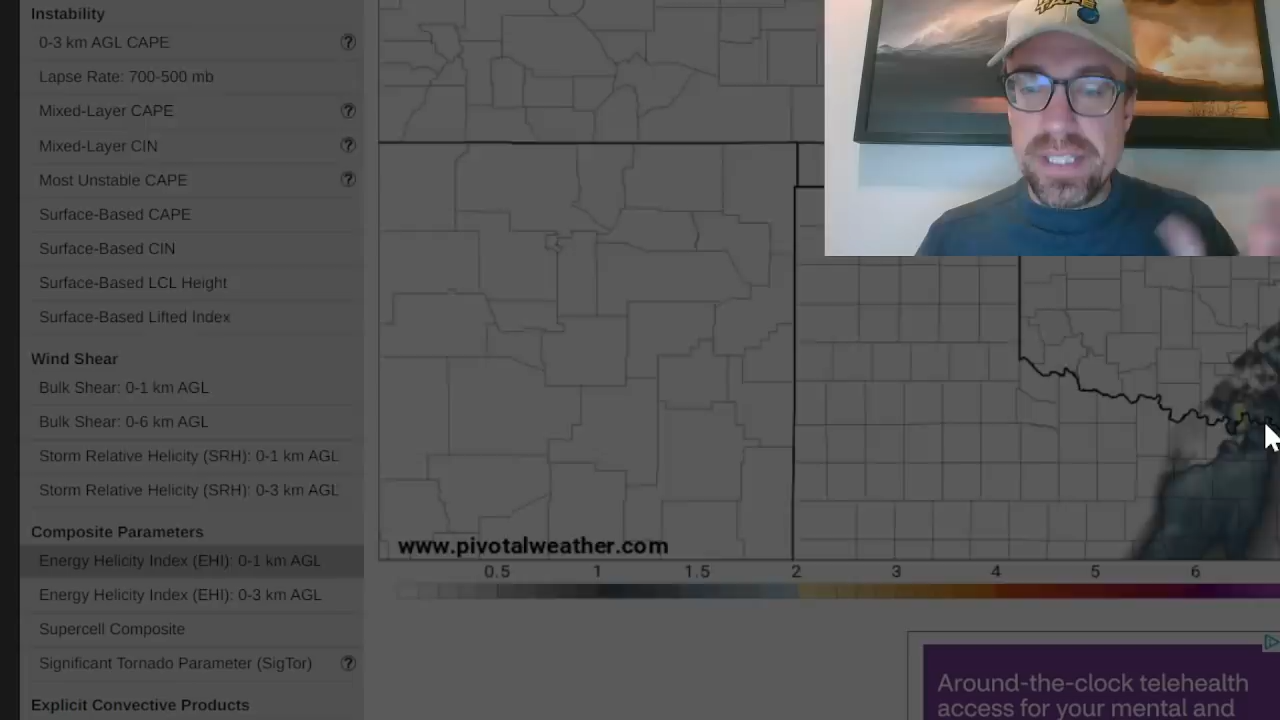 Instability
0-3 km AGL CAPE ?
Lapse Rate: 700-500 mb
Mixed-Layer CAPE ?
Mixed-Layer CIN ?
Most Unstable CAPE ?
Surface-Based CAPE
Surface-Based CIN
Surface-Based LCL Height
Surface-Based Lifted Index
Wind Shear
Bulk Shear: 0-1 km AGL
Bulk Shear: 0-6 km AGL
Storm Relative Helicity (SRH): 0-1 km AGL
Storm Relative Helicity (SRH): 0-3 km AGL
Composite Parameters
Energy Helicity Index (EHI): 0-1 km AGL
Energy Helicity Index (EHI): 0-3 km AGL
Supercell Composite
Significant Tornado Parameter (SigTor) ?
Explicit Convective Products
www.pivotalweather.com
0.5 1 1.5 2 3 4 5 6
Around-the-clock telehealth
access for your mental and